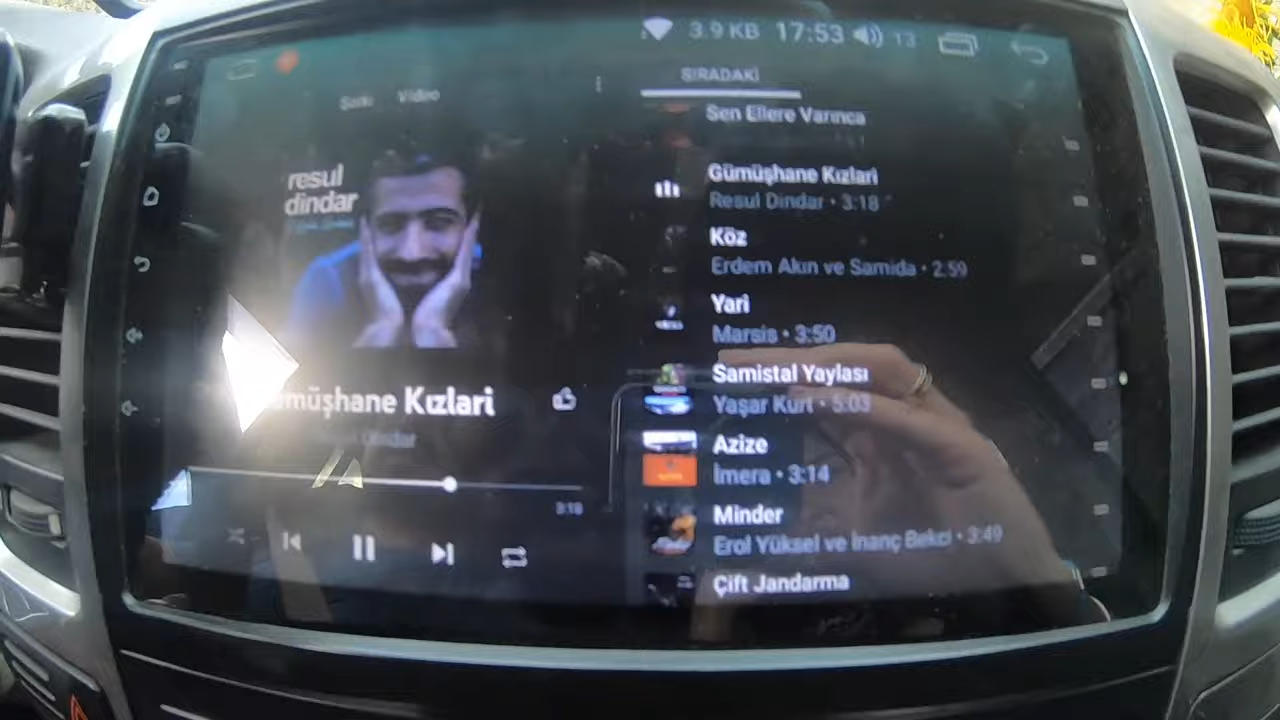 3.9 KB 17:53 13
SIRADAKİ
Video
Sen Ellere Varınca
resul
dindar
Gümüşhane Kızlari
Resul Dindar • 3:18
Köz
Erdem Akın ve Samida • 2:59
Yari
Marsis • 3:50
Samistal Yaylası
Yaşar Kurt • 5:03
müşhane Kızlari
Dindar
Azize
İmera • 3:14
3:18
Minder
Erol Yüksel ve İnanç Bekci • 3:49
Çift Jandarma